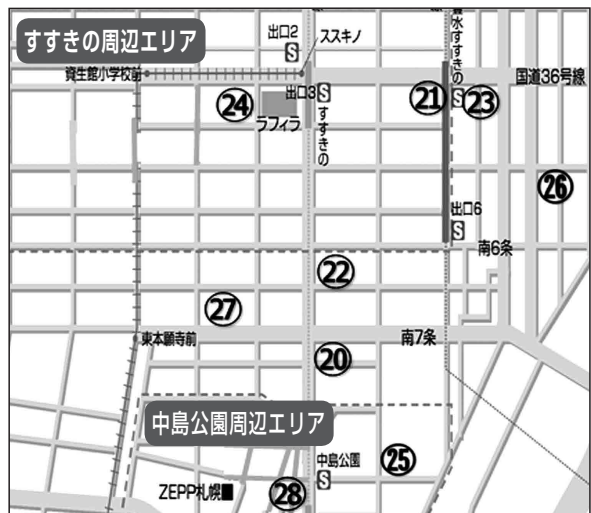 すすきの周辺エリア
出口2
S
ススキノ
資生館小学校前
国道36号線
豊水すすきの
出口3 S
すすきの
㉔
ラフィラ
㉑
S
㉓
㉖
出口6
S
南6条
㉒
㉗
東本願寺前
南7条
⑳
中島公園周辺エリア
中島公園
S
㉕
ZEPP札幌
㉘